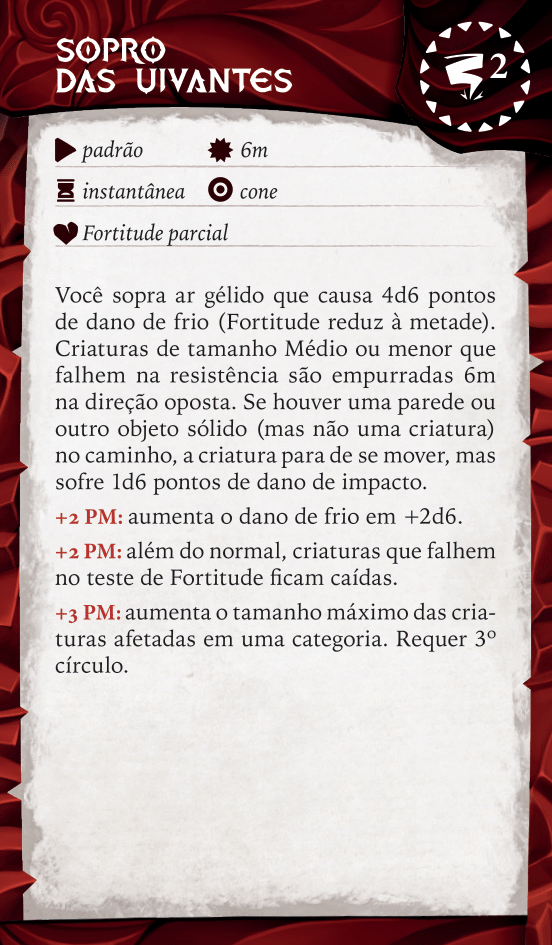 SOPRO
DAS UIVANTES
2
padrão 6m
instantânea cone
Fortitude parcial
Você sopra ar gélido que causa 4d6 pontos
de dano de frio (Fortitude reduz à metade).
Criaturas de tamanho Médio ou menor que
falhem na resistência são empurradas 6m
na direção oposta. Se houver uma parede ou
outro objeto sólido (mas não uma criatura)
no caminho, a criatura para de se mover, mas
sofre 1d6 pontos de dano de impacto.
+2 PM: aumenta o dano de frio em +2d6.
+2 PM: além do normal, criaturas que falhem
no teste de Fortitude ficam caídas.
+3 PM: aumenta o tamanho máximo das cria-
turas afetadas em uma categoria. Requer 3º
círculo.